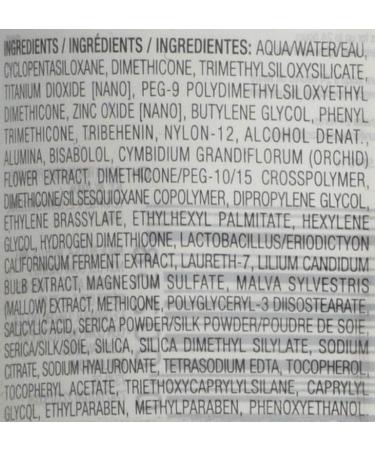 INGREDIENTS / INGRÉDIENTS / INGREDIENTES: AQUA/WATER/EAU,
CYCLOPENTASILOXANE, DIMETHICONE, TRIMETHYLSILOXYSILICATE,
TITANIUM DIOXIDE [NANO], PEG-9 POLYDIMETHYLSILOXYETHYL
DIMETHICONE, ZINC OXIDE [NANO], BUTYLENE GLYCOL, PHENYL
TRIMETHICONE, TRIBEHENIN, NYLON-12, ALCOHOL DENAT.,
ALUMINA, BISABOLOL, CYMBIDIUM GRANDIFLORUM (ORCHID)
FLOWER EXTRACT, DIMETHICONE/PEG-10/15 CROSSPOLYMER,
DIMETHICONE/SILSESQUIOXANE COPOLYMER, DIPROPYLENE GLYCOL,
ETHYLENE BRASSYLATE, ETHYLHEXYL PALMITATE, HEXYLENE
GLYCOL, HYDROGEN DIMETHICONE, LACTOBACILLUS/ERIODICTYON
CALIFORNICUM FERMENT EXTRACT, LAURETH-7, LILIUM CANDIDUM
BULB EXTRACT, MAGNESIUM SULFATE, MALVA SYLVESTRIS
(MALLOW) EXTRACT, METHICONE, POLYGLYCERYL-3 DIISOSTEARATE,
SALICYLIC ACID, SERICA POWDER/SILK POWDER/POUDRE DE SOIE,
SERICA/SILK/SOIE, SILICA, SILICA DIMETHYL SILYLATE, SODIUM
CITRATE, SODIUM HYALURONATE, TETRASODIUM EDTA, TOCOPHEROL,
TOCOPHERYL ACETATE, TRIETHOXYCAPRYLYLSILANE, CAPRYLYL
GLYCOL, ETHYLPARABEN, METHYLPARABEN, PHENOXYETHANOL.